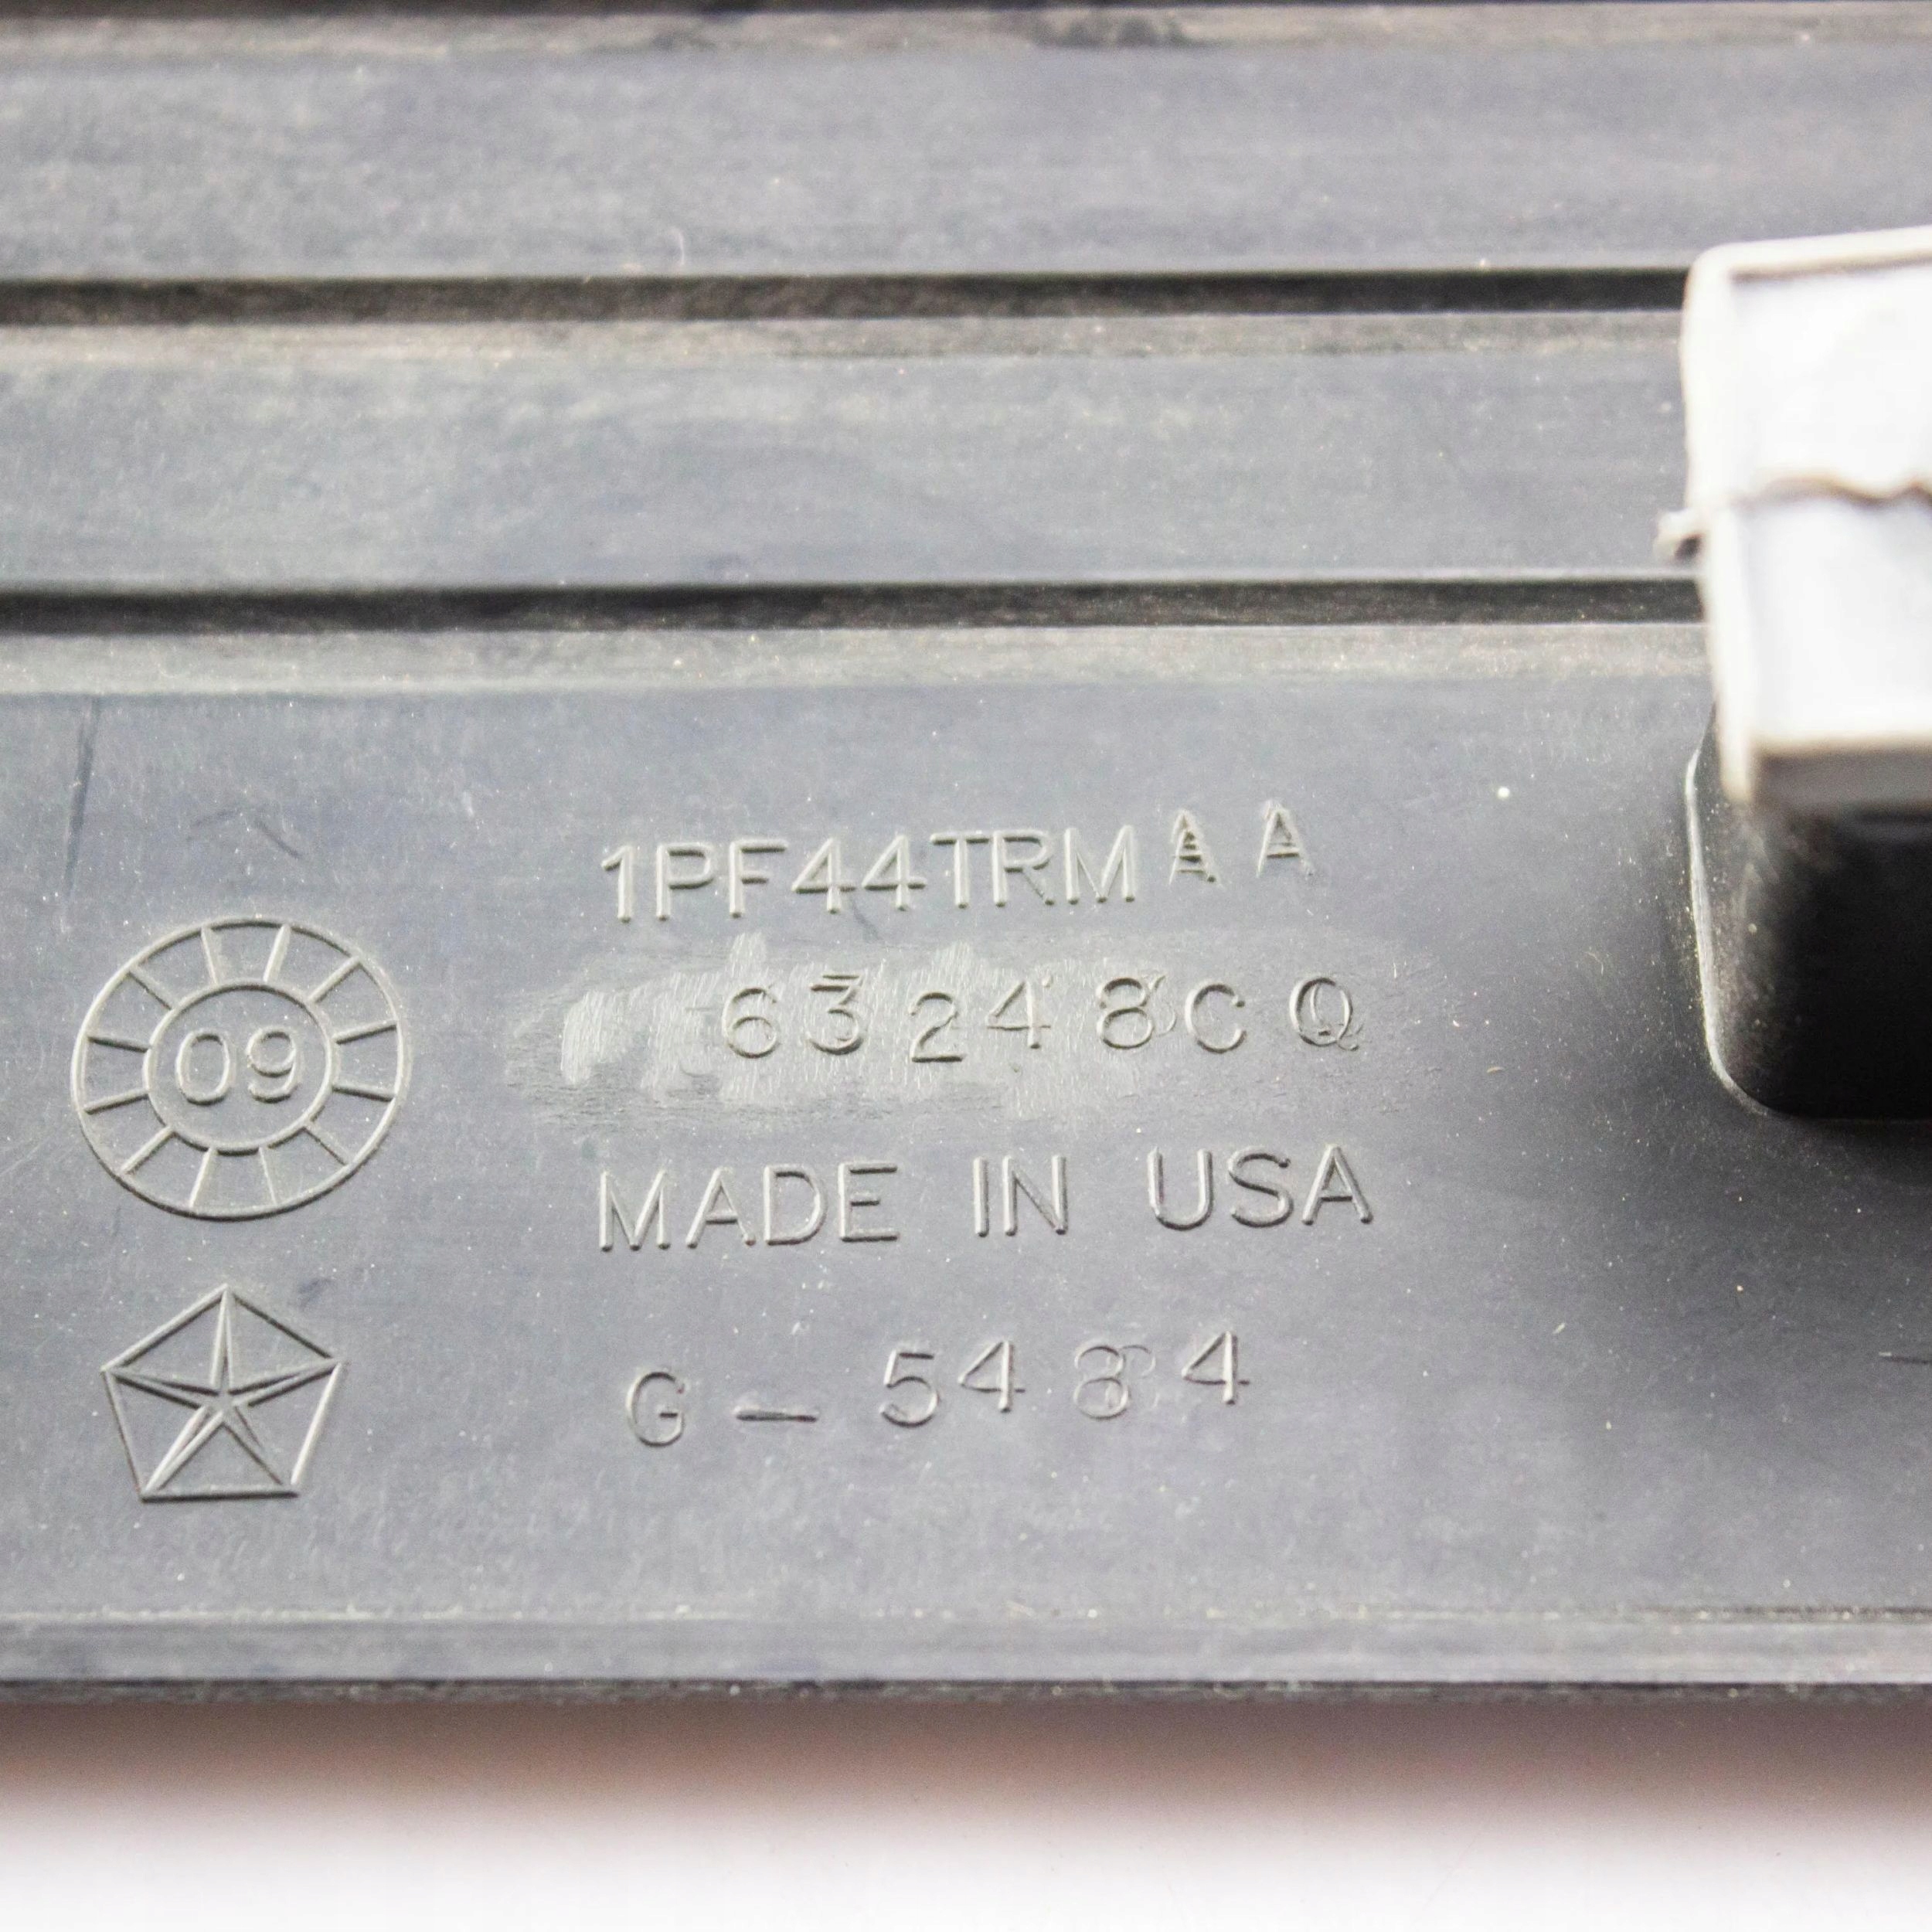 1PF44TRMAA
09
63248CQ
MADE IN USA
G-5484